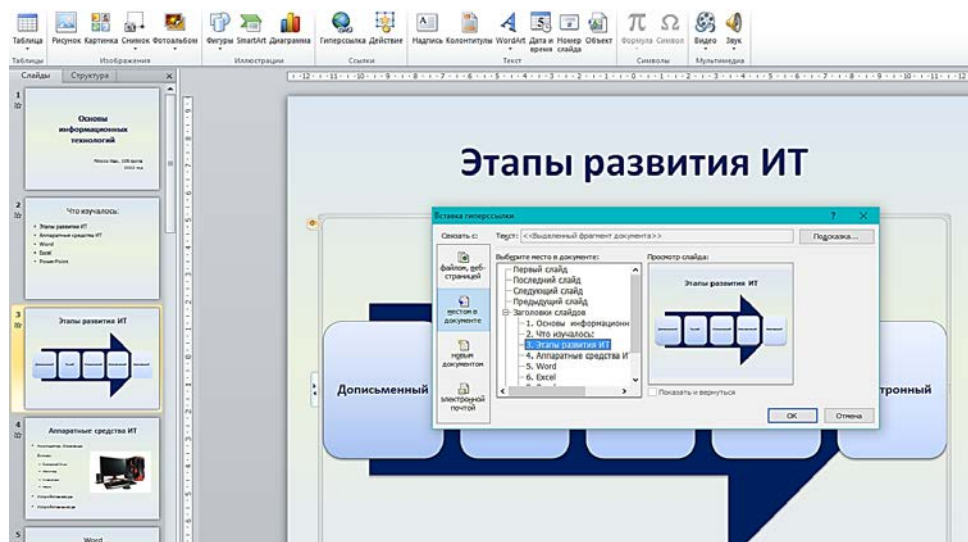 Таблица Рисунок Картинка Снимок Фотоальбом Фигуры SmartArt Диаграмма Гиперссылка Действие Надпись Колонтитулы WordArt Дата и время Номер слайда Объект Формула Символ Видео Звук
Таблицы Изображения Иллюстрации Ссылки Текст Символы Мультимедиа
Слайды Структура
1
Основы
информационных
технологий
2
Что изучалось:
Этапы развития ИТ
Аппаратные средства ИТ
Word
Excel
Power Point
3
Этапы развития ИТ
4
Аппаратные средства ИТ
5
Word
Этапы развития ИТ
Дописьменный
тронный
Вставка гиперссылки
Связать с:
Текст: <<Выделенный фрагмент документа>>
Подсказка...
файлом, веб-
страницей
местом в
документе
новым
документом
электронной
почтой
Выберите место в документе:
Первый слайд
Последний слайд
Следующий слайд
Предыдущий слайд
Заголовки слайдов
1. Основы информационн
2. Что изучалось:
3. Этапы развития ИТ
4. Аппаратные средства И
5. Word
6. Excel
Просмотр слайда:
Этапы развития ИТ
Показать и вернуться
ОК
Отмена